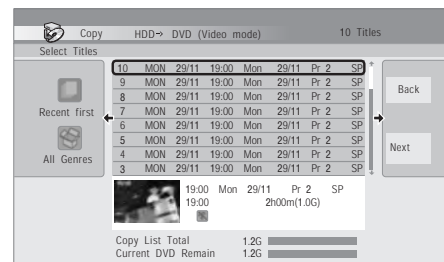 Copy HDD→ DVD (Video mode) 10 Titles
Select Titles
10 MON 29/11 19:00 Mon 29/11 Pr 2 SP
9 MON 29/11 19:00 Mon 29/11 Pr 2 SP
8 MON 29/11 19:00 Mon 29/11 Pr 2 SP
7 MON 29/11 19:00 Mon 29/11 Pr 2 SP
6 MON 29/11 19:00 Mon 29/11 Pr 2 SP
5 MON 29/11 19:00 Mon 29/11 Pr 2 SP
4 MON 29/11 19:00 Mon 29/11 Pr 2 SP
3 MON 29/11 19:00 Mon 29/11 Pr 2 SP
Recent first
All Genres
Back
Next
19:00 Mon 29/11 Pr 2 SP
19:00 2h00m(1.0G)
Copy List Total 1.2G
Current DVD Remain 1.2G